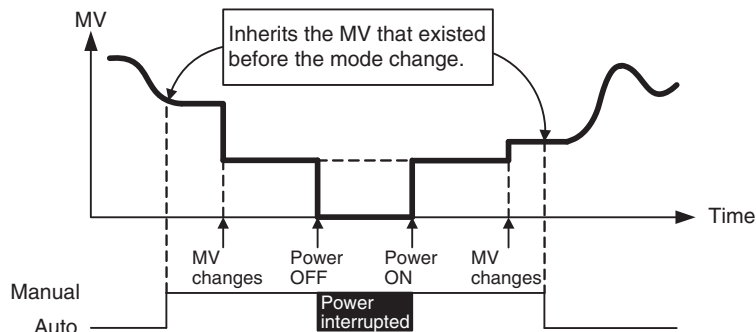 MV
Inherits the MV that existed
before the mode change.
Time
MV
changes
Power
OFF
Power
ON
MV
changes
Manual
Auto
Power
interrupted